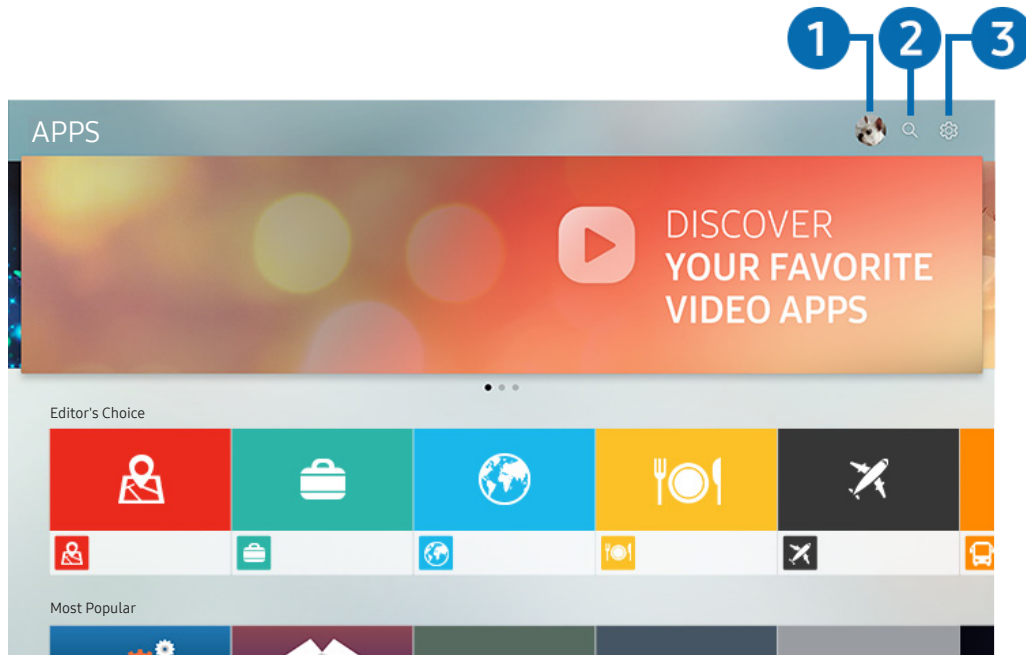 1 2 3
APPS
DISCOVER
YOUR FAVORITE
VIDEO APPS
Editor's Choice
Most Popular